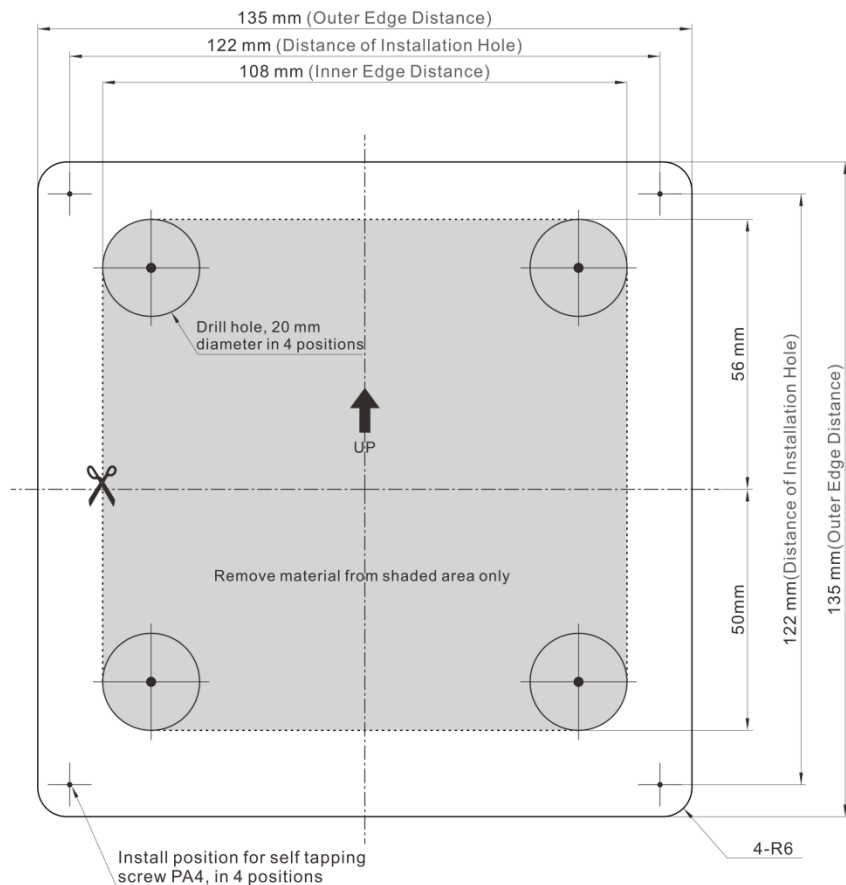 135 mm (Outer Edge Distance)
122 mm (Distance of Installation Hole)
108 mm (Inner Edge Distance)
Drill hole, 20 mm
diameter in 4 positions
UP
56 mm
Remove material from shaded area only
50mm
122 mm(Distance of Installation Hole)
135 mm(Outer Edge Distance)
4-R6
Install position for self tapping
screw PA4, in 4 positions